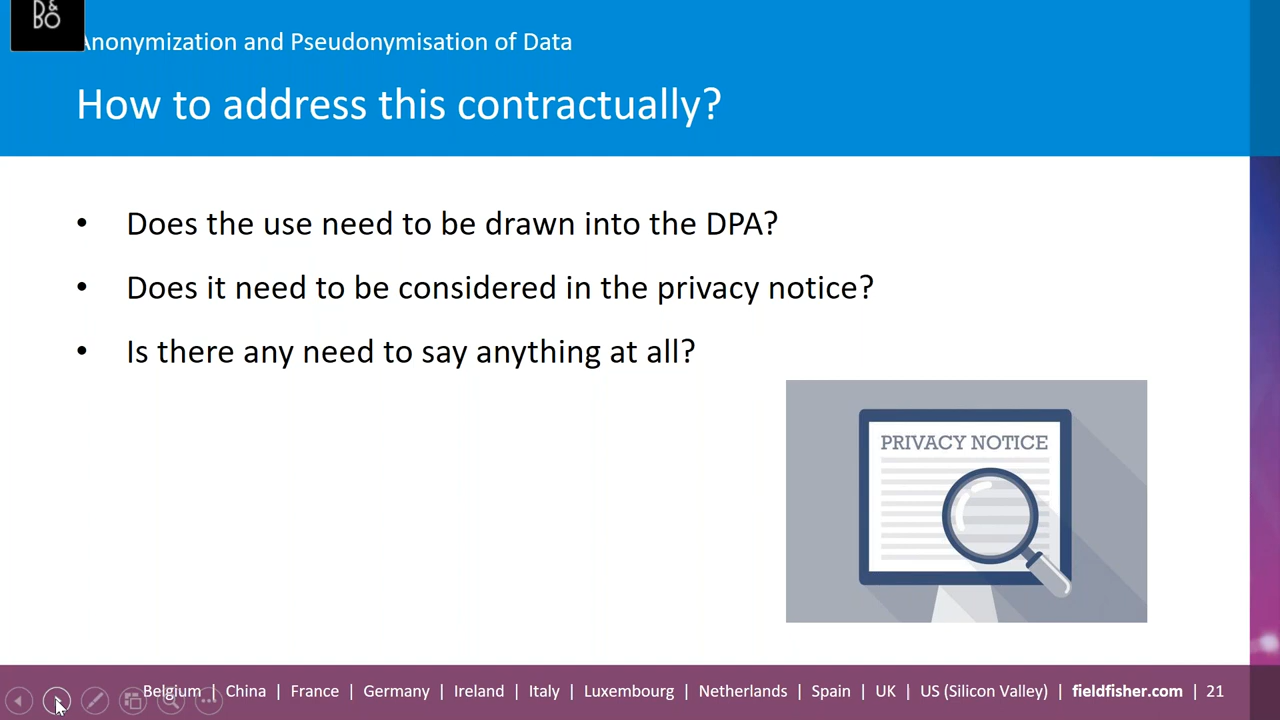 B&
BO
Anonymization and Pseudonymisation of Data
How to address this contractually?
• Does the use need to be drawn into the DPA?
• Does it need to be considered in the privacy notice?
• Is there any need to say anything at all?
PRIVACY NOTICE
Belgium | China | France | Germany | Ireland | Italy | Luxembourg | Netherlands | Spain | UK | US (Silicon Valley) | fieldfisher.com | 21